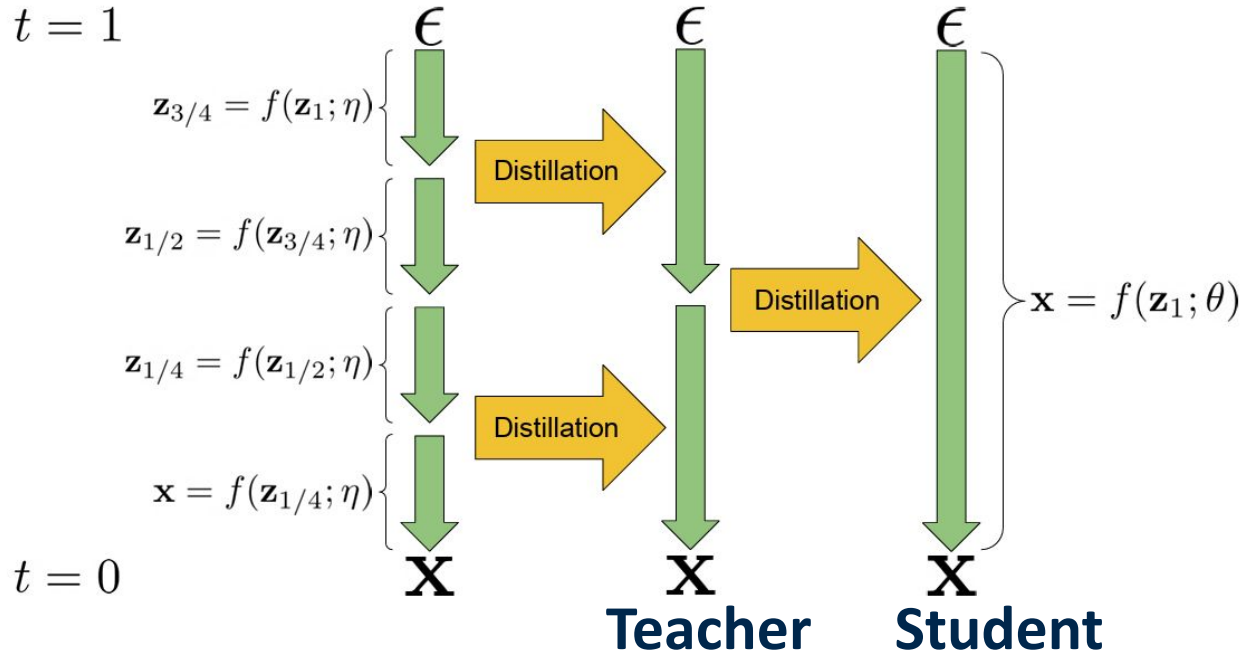 t = 1
ϵ
ϵ
ϵ
z_{3/4} = f(z_1; η)
Distillation
z_{1/2} = f(z_{3/4}; η)
Distillation
x = f(z_1; θ)
z_{1/4} = f(z_{1/2}; η)
Distillation
x = f(z_{1/4}; η)
t = 0
x
x
x
Teacher
Student